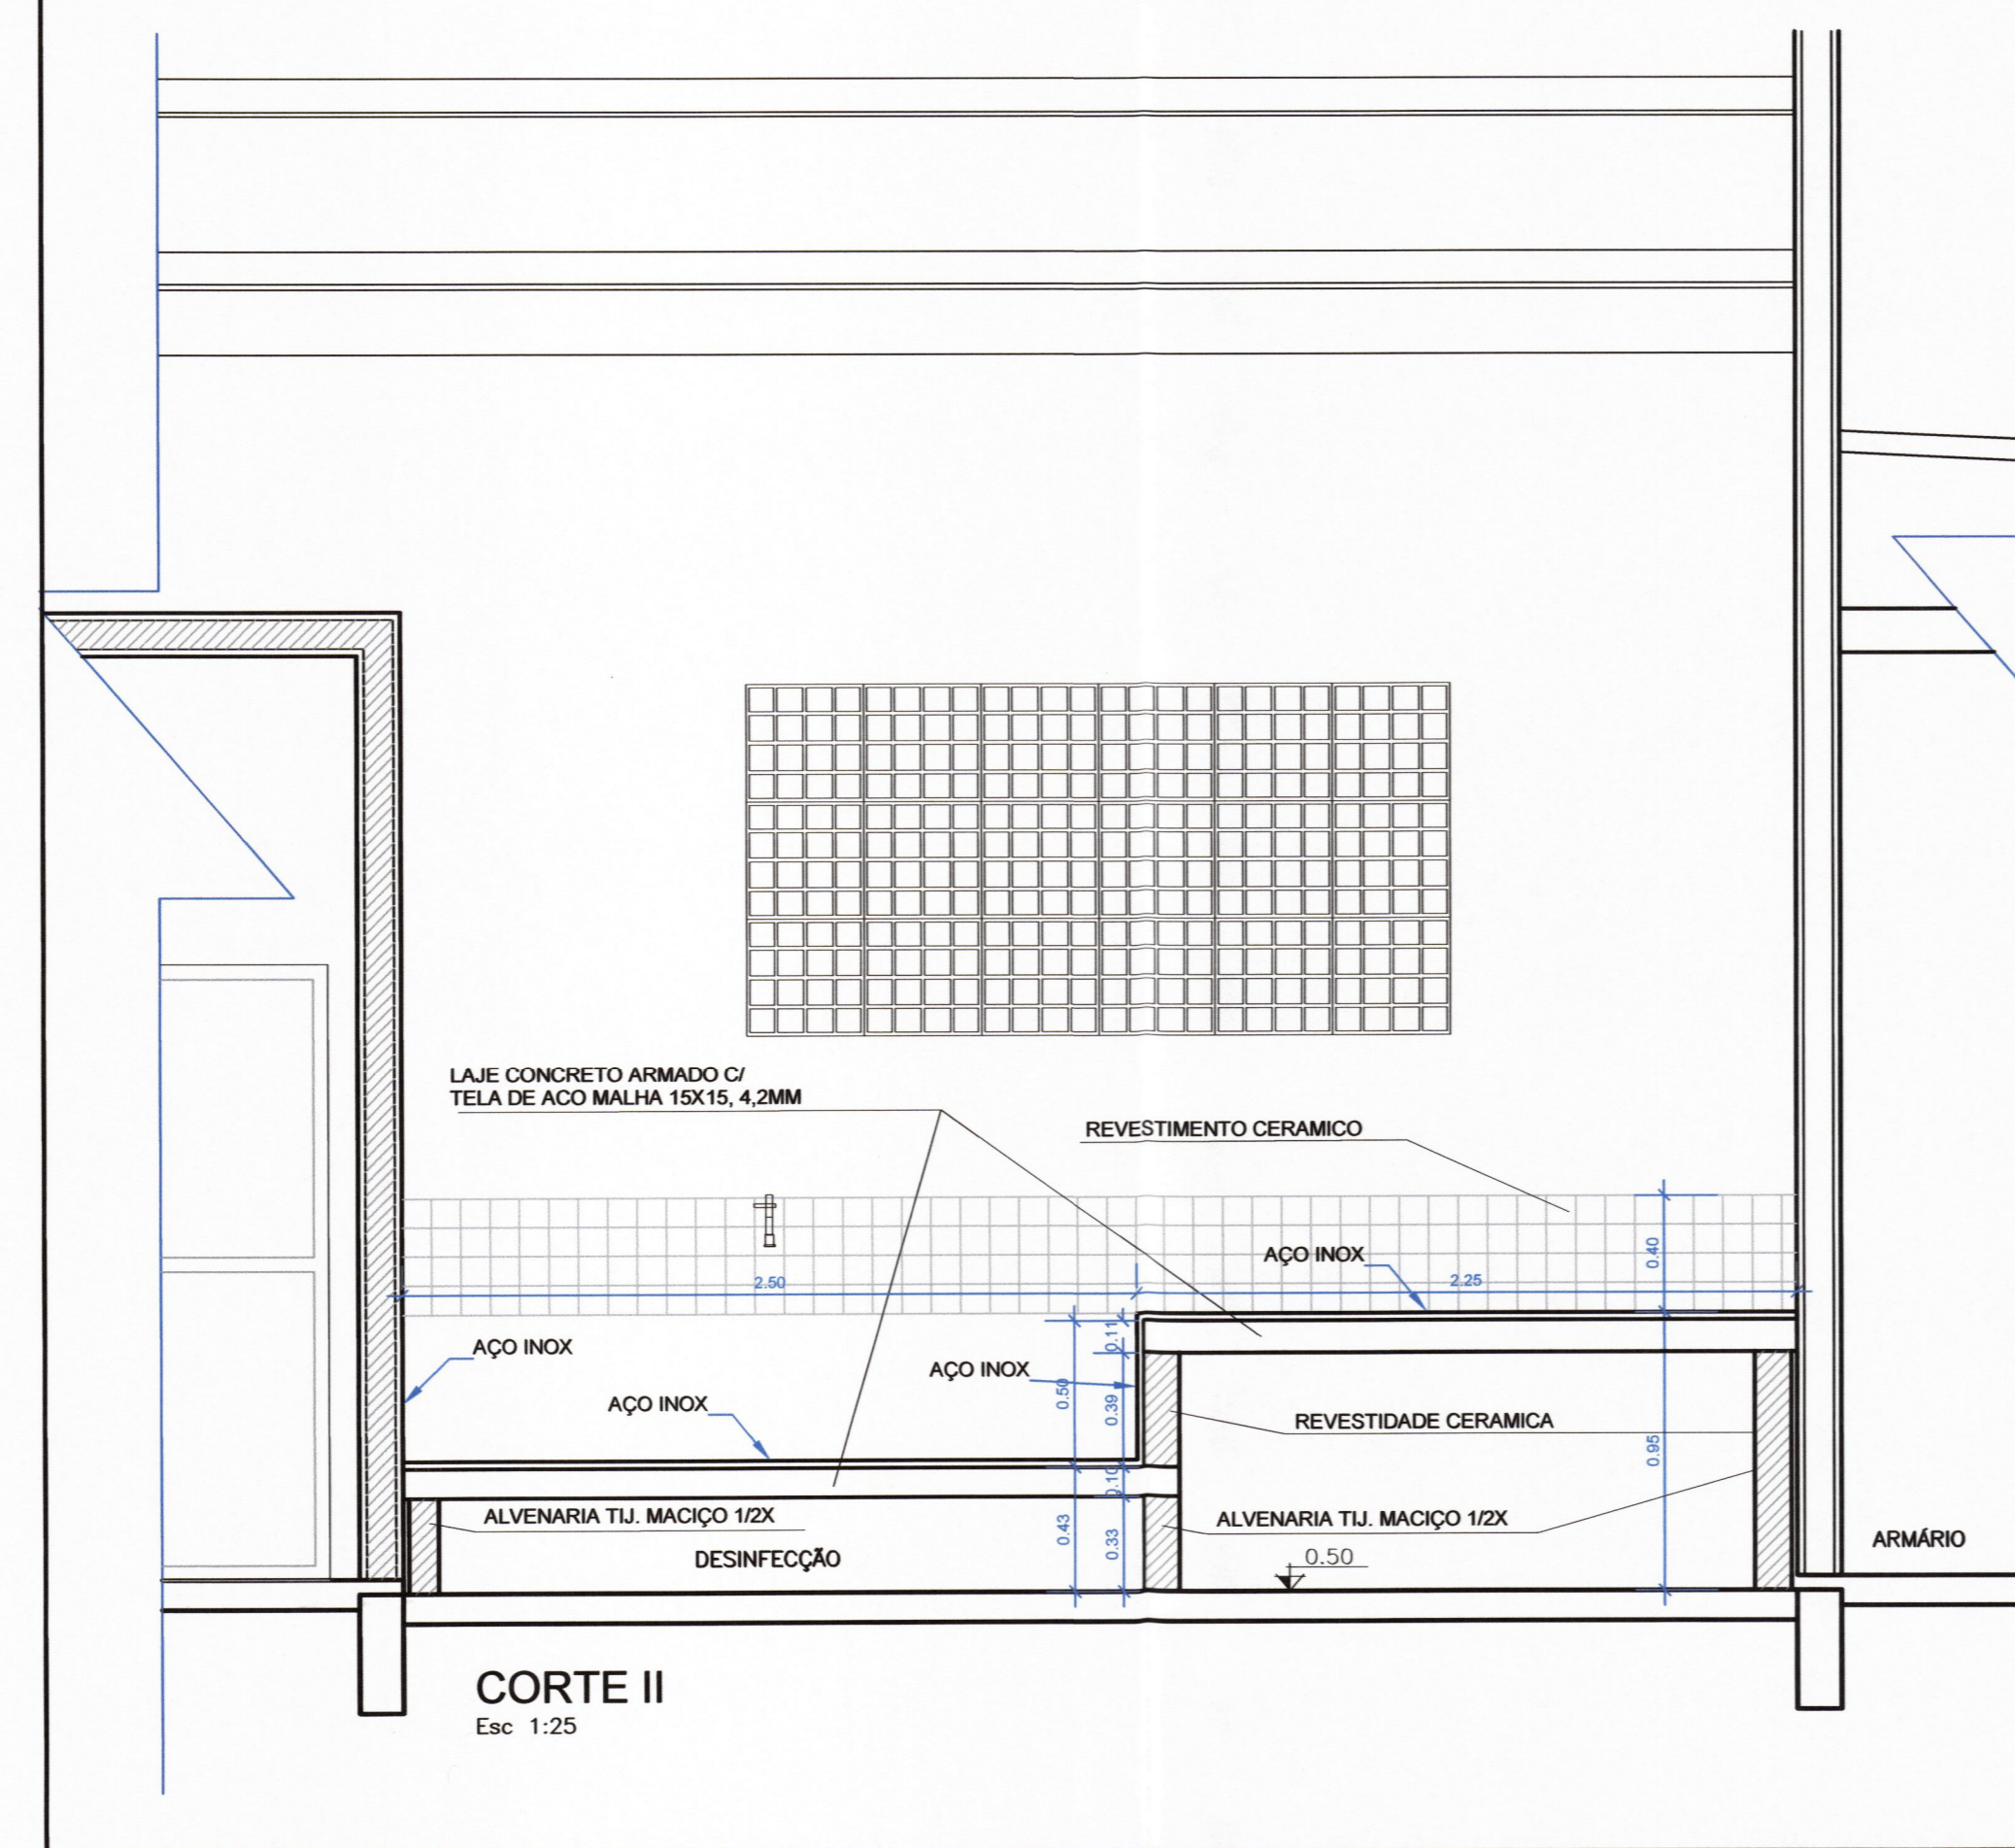 LAJE CONCRETO ARMADO C/
TELA DE ACO MALHA 15X15, 4,2MM
REVESTIMENTO CERAMICO
AÇO INOX
0.40
2.50
2.25
AÇO INOX
AÇO INOX
AÇO INOX
0.11
0.50
0.39
REVESTIDADE CERAMICA
0.95
0.10
ALVENARIA TIJ. MACIÇO 1/2X
ALVENARIA TIJ. MACIÇO 1/2X
0.43
0.33
DESINFECÇÃO
0.50
ARMÁRIO
CORTE II
Esc 1:25